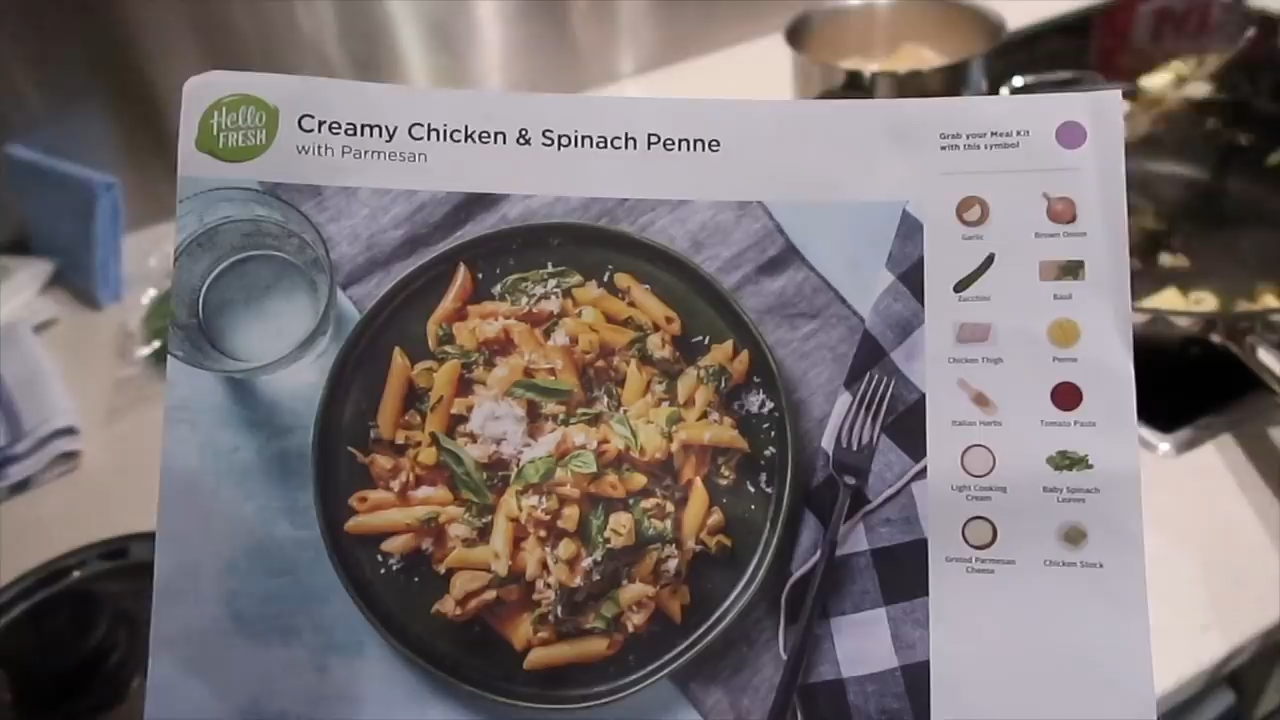 Hello
FRESH
Creamy Chicken & Spinach Penne
with Parmesan
Grab your Meal Kit
with this symbol
Garlic
Brown Onion
Zucchini
Basil
Chicken Thigh
Penne
Italian Herbs
Tomato Paste
Light Cooking
Cream
Baby Spinach
Leaves
Grated Parmesan
Cheese
Chicken Stock